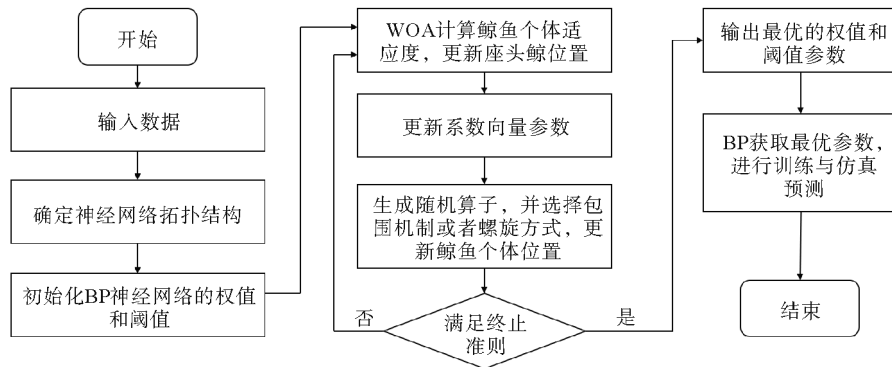 开始
输入数据
确定神经网络拓扑结构
初始化BP神经网络的权值
和阈值
WOA计算鲸鱼个体适
应度，更新座头鲸位置
更新系数向量参数
生成随机算子，并选择包
围机制或者螺旋方式，更
新鲸鱼个体位置
满足终止
准则
否
是
输出最优的权值和
阈值参数
BP获取最优参数，
进行训练与仿真
预测
结束